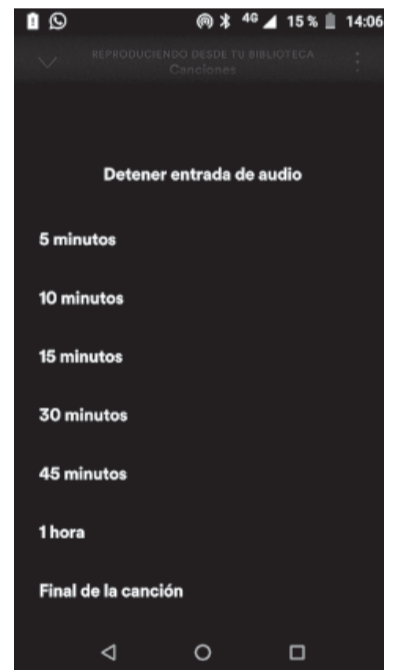 4G 15 % 14:06
REPRODUCIENDO DESDE TU BIBLIOTECA
Canciones
Detener entrada de audio
5 minutos
10 minutos
15 minutos
30 minutos
45 minutos
1 hora
Final de la canción